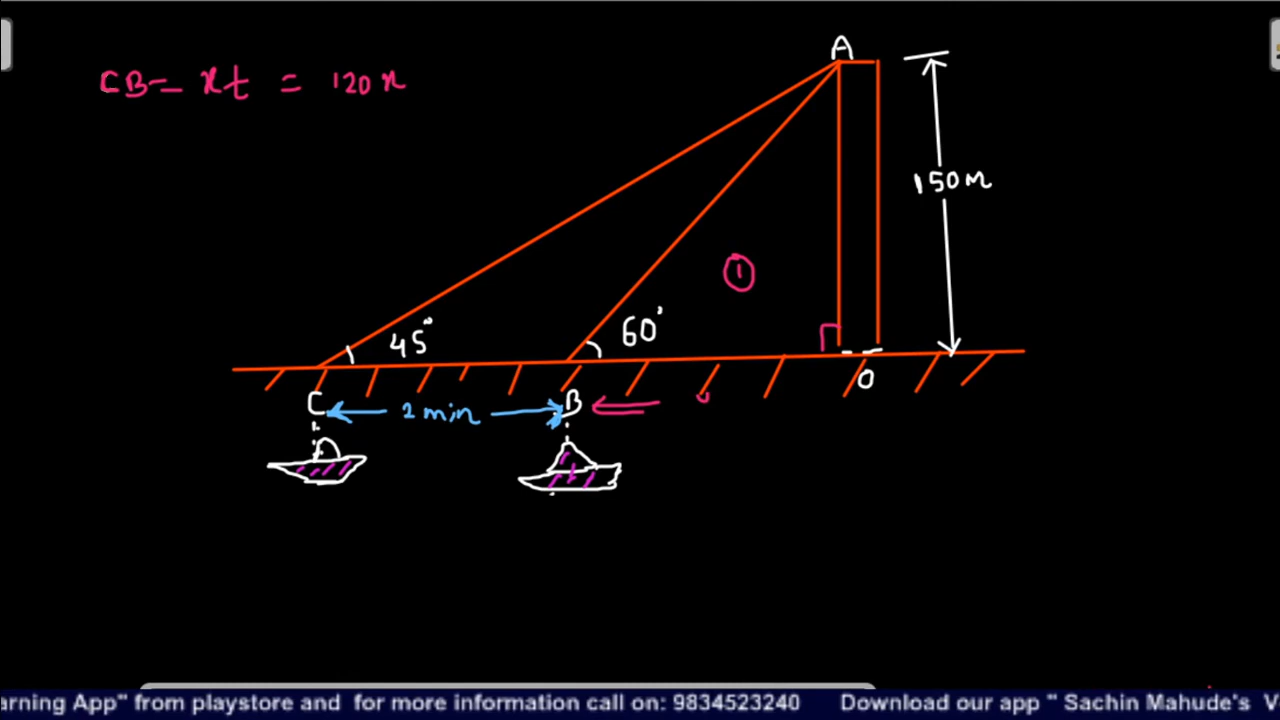 A
CB = xt = 120x
150m
1
45°
60°
O
C
2 min
B
arning App" from playstore and for more information call on: 9834523240 Download our app " Sachin Mahude's V